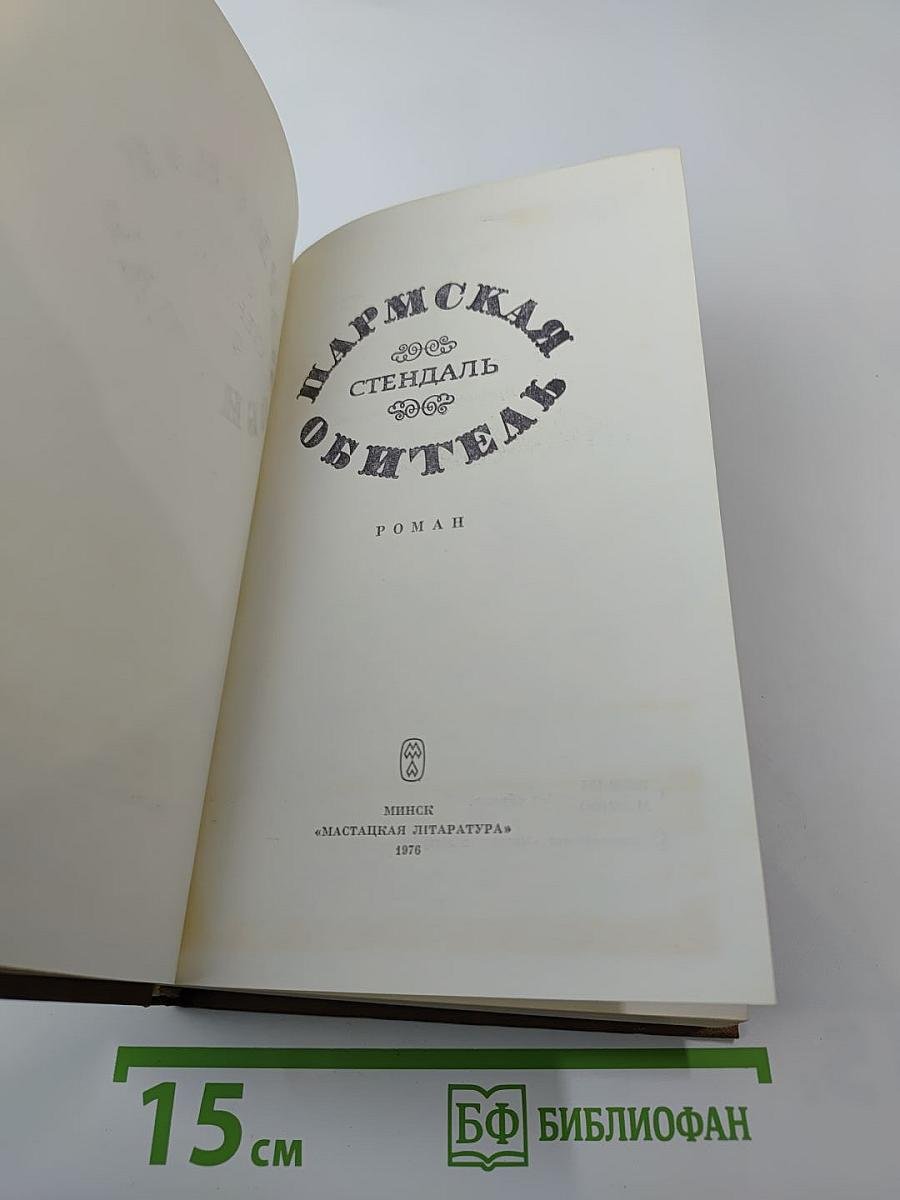 ПАРМСКАЯ
СТЕНДАЛЬ
ОБИТЕЛЬ
РОМАН
МИНСК
«МАСТАЦКАЯ ЛІТАРАТУРА»
1976
15 см
БФ БИБЛИОФАН